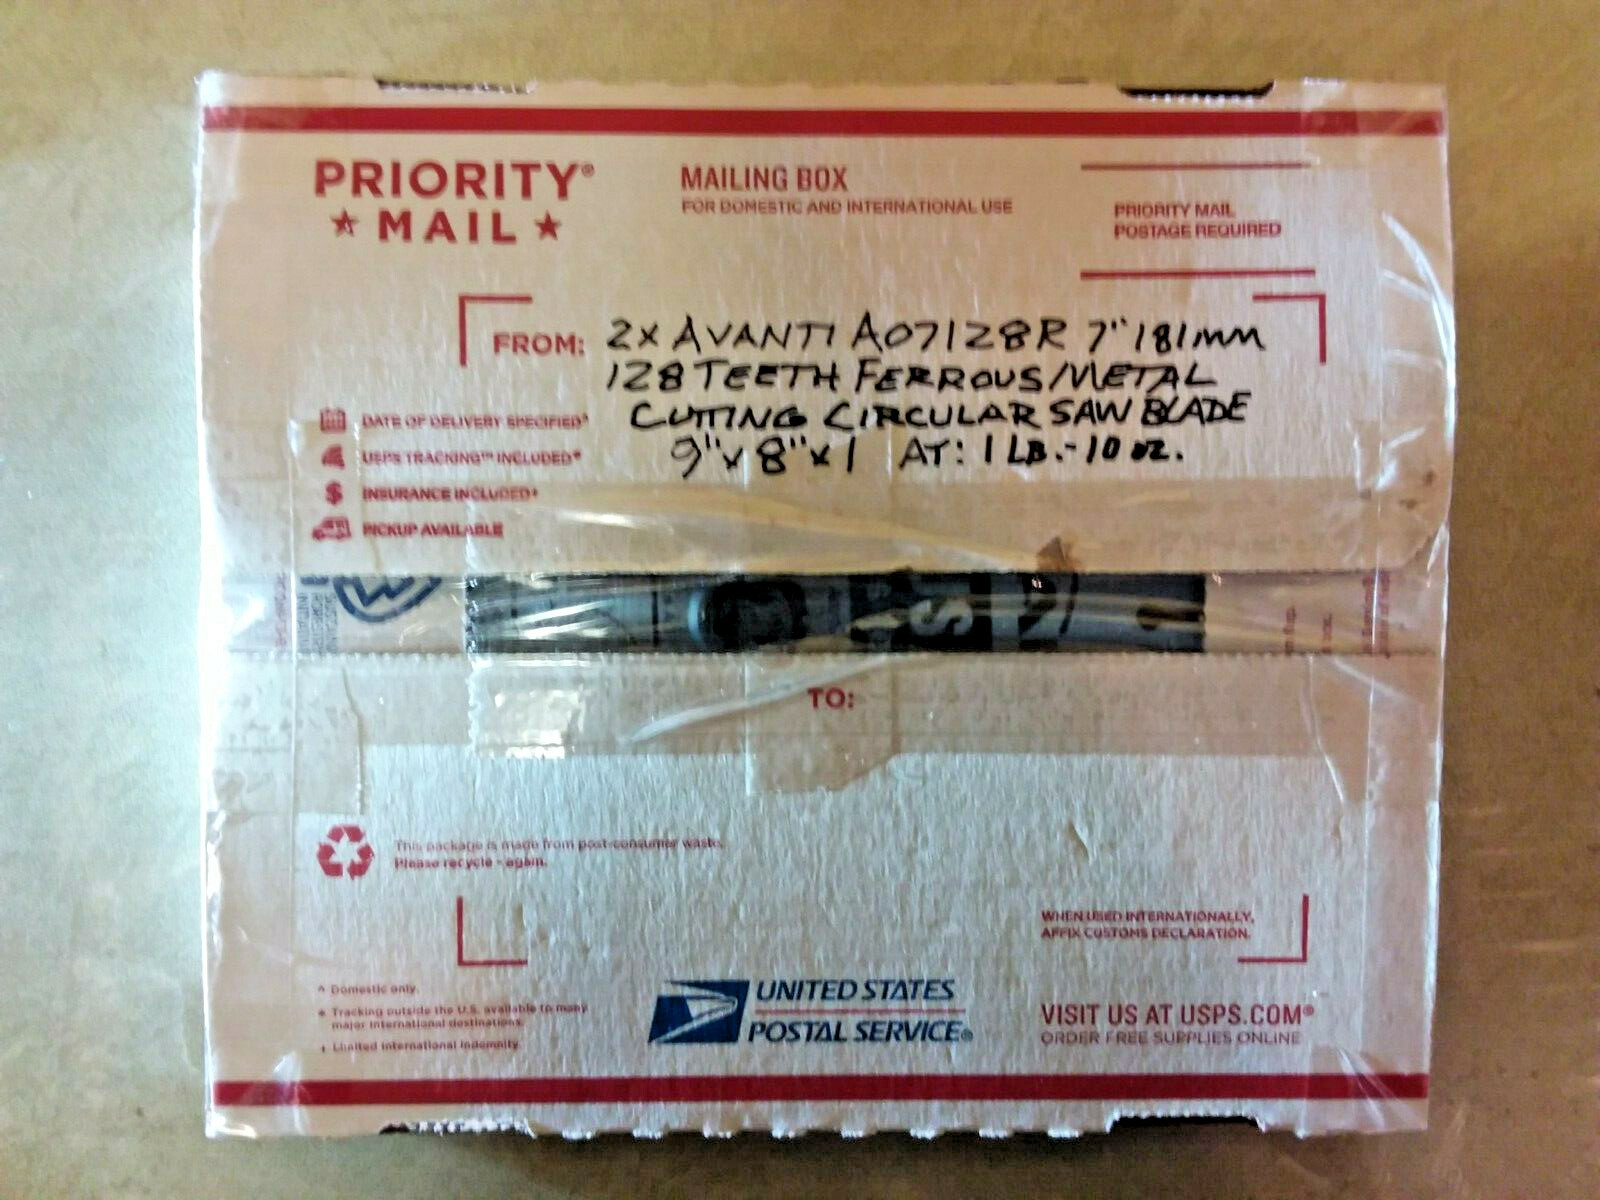 PRIORITY®
MAIL
MAILING BOX
FOR DOMESTIC AND INTERNATIONAL USE
PRIORITY MAIL
POSTAGE REQUIRED
FROM:
2x AVANTI A07128R 7" 181mm
128 TEETH FERROUS/METAL
CUTTING CIRCULAR SAW BLADE
9" x 8" x 1 AT: 1 LB.-10 oz.
DATE OF DELIVERY SPECIFIED^
USPS TRACKING™ INCLUDED*
$ INSURANCE INCLUDED+
PICKUP AVAILABLE
TO:
This package is made from post-consumer waste.
Please recycle - again.
WHEN USED INTERNATIONALLY,
AFFIX CUSTOMS DECLARATION.
^ Domestic only.
* Tracking outside the U.S. available to many
major international destinations.
+ Limited international indemnity.
UNITED STATES
POSTAL SERVICE®
VISIT US AT USPS.COM®
ORDER FREE SUPPLIES ONLINE